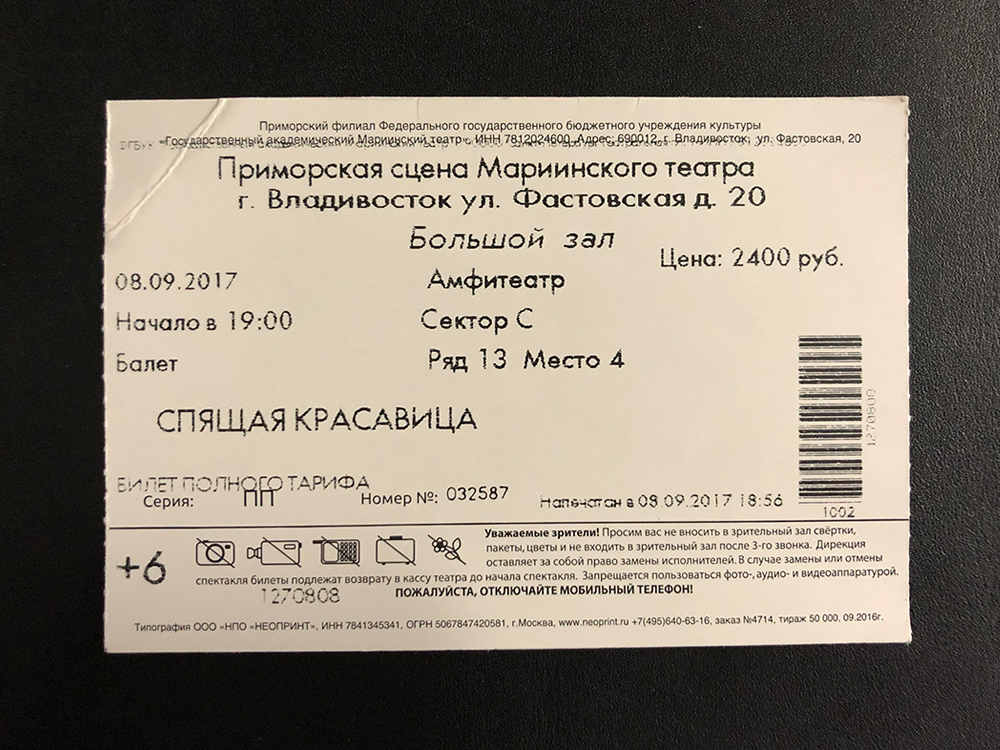 Приморский филиал Федерального государственного бюджетного учреждения культуры
«Государственный академический Мариинский театр», ИНН 7812024600, Адрес: 690012, г. Владивосток, ул. Фастовская, 20
Приморская сцена Мариинского театра
г. Владивосток ул. Фастовская д. 20
Большой зал
Цена: 2400 руб.
08.09.2017 Амфитеатр
Начало в 19:00 Сектор С
Балет Ряд 13 Место 4
СПЯЩАЯ КРАСАВИЦА
1270808
БИЛЕТ ПОЛНОГО ТАРИФА
Серия: ПП Номер №: 032587 Напечатан в 08.09.2017 18:56
1002
+6
Уважаемые зрители! Просим вас не вносить в зрительный зал свёртки,
пакеты, цветы и не входить в зрительный зал после 3-го звонка. Дирекция
оставляет за собой право замены исполнителей. В случае замены или отмены
спектакля билеты подлежат возврату в кассу театра до начала спектакля. Запрещается пользоваться фото-, аудио- и видеоаппаратурой.
1270808 ПОЖАЛУЙСТА, ОТКЛЮЧАЙТЕ МОБИЛЬНЫЙ ТЕЛЕФОН!
Типография ООО «НПО «НЕОПРИНТ», ИНН 7841345341, ОГРН 5067847420581, г.Москва, www.neoprint.ru +7(495)640-63-16, заказ №4714, тираж 50 000, 09.2016г.